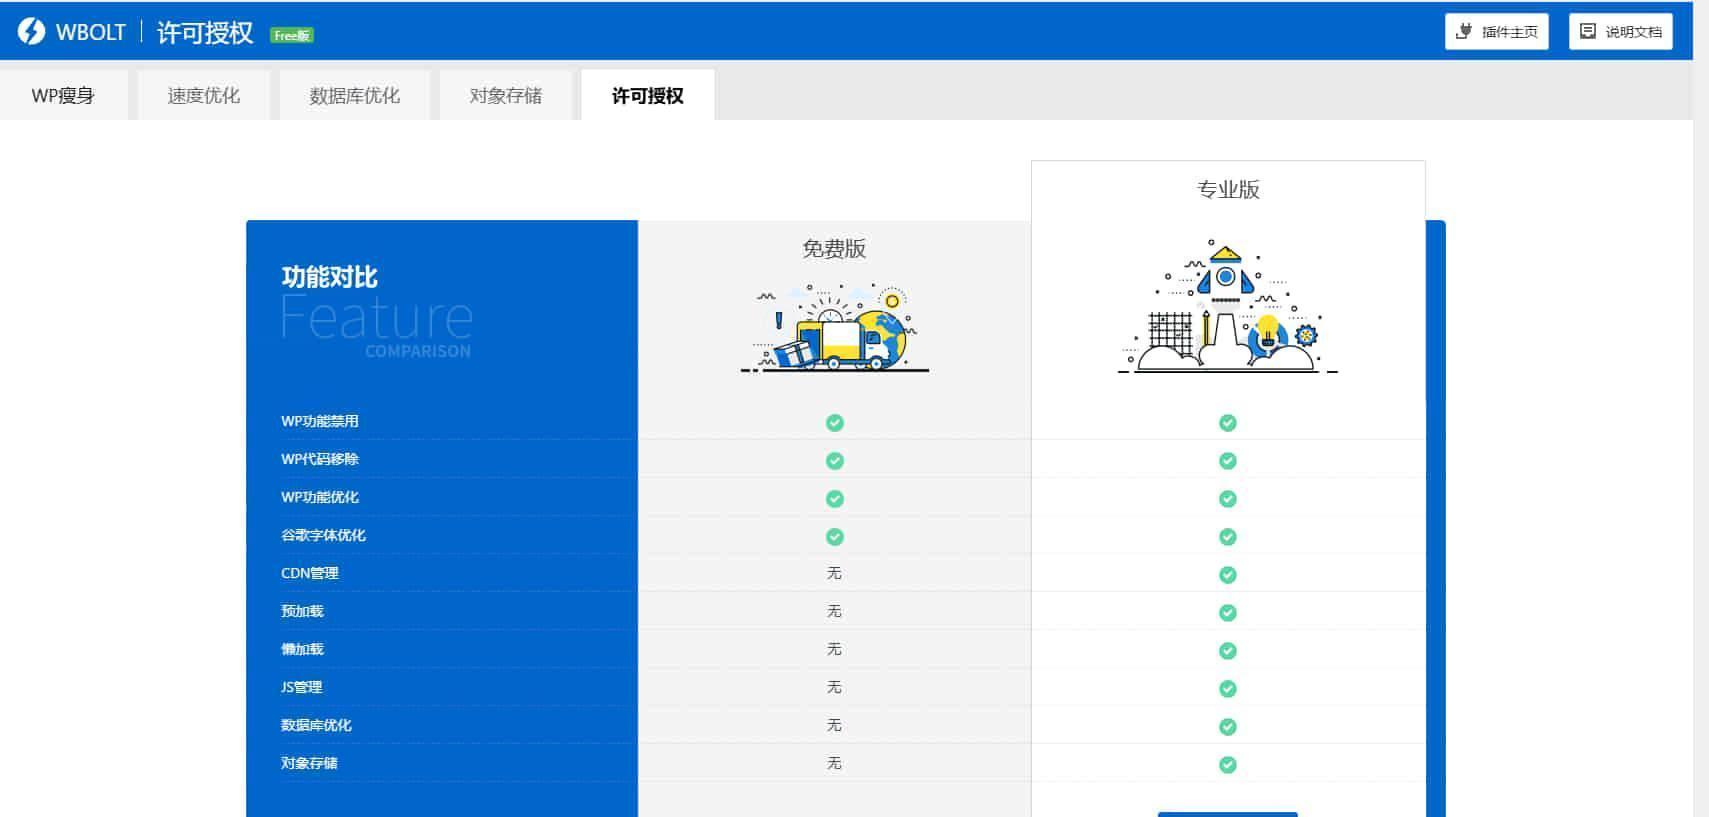 WBOLT 许可授权 Free版 插件主页 说明文档
WP瘦身 速度优化 数据库优化 对象存储 许可授权
专业版
免费版
功能对比
Feature
COMPARISON
WP功能禁用
WP代码移除
WP功能优化
谷歌字体优化
CDN管理 无
预加载 无
懒加载 无
JS管理 无
数据库优化 无
对象存储 无